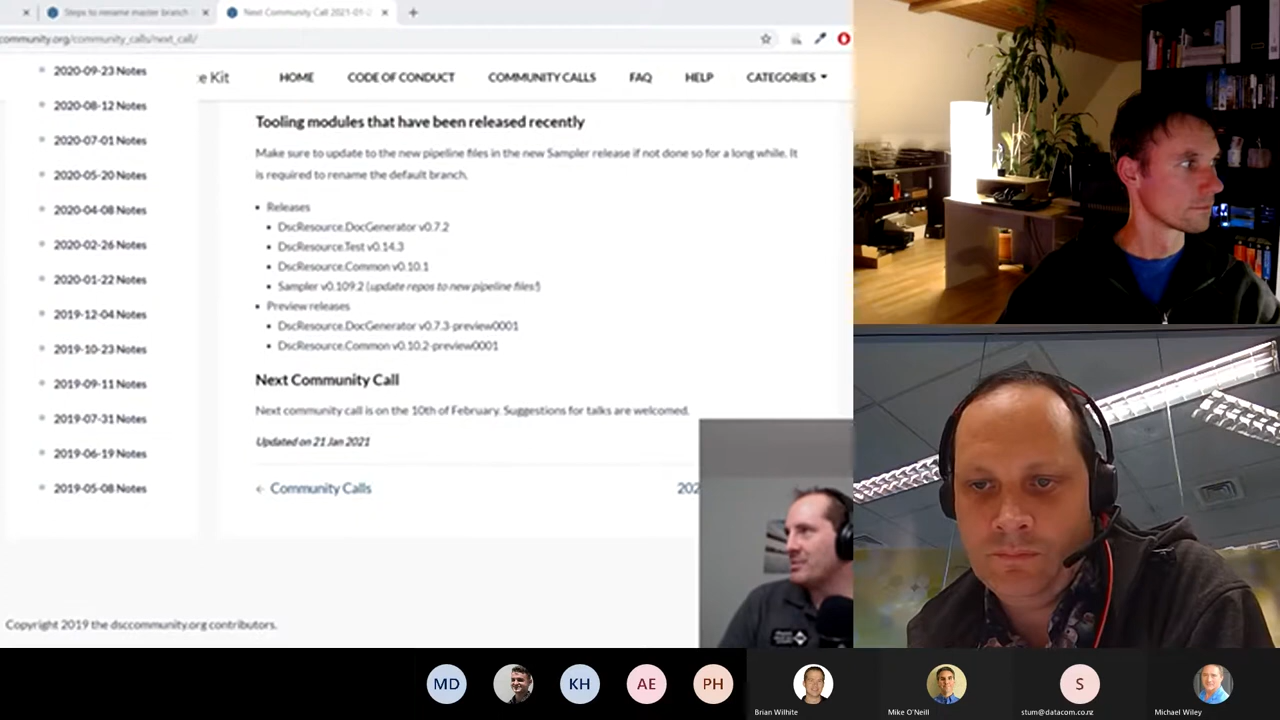 Steps to rename master branch
Next Community Call 2021-01-2
community.org/community_calls/next_call/
e Kit
HOME
CODE OF CONDUCT
COMMUNITY CALLS
FAQ
HELP
CATEGORIES
2020-09-23 Notes
2020-08-12 Notes
2020-07-01 Notes
2020-05-20 Notes
2020-04-08 Notes
2020-02-26 Notes
2020-01-22 Notes
2019-12-04 Notes
2019-10-23 Notes
2019-09-11 Notes
2019-07-31 Notes
2019-06-19 Notes
2019-05-08 Notes
Tooling modules that have been released recently
Make sure to update to the new pipeline files in the new Sampler release if not done so for a long while. It
is required to rename the default branch.
Releases
DscResource.DocGenerator v0.7.2
DscResource.Test v0.14.3
DscResource.Common v0.10.1
Sampler v0.109.2 (update repos to new pipeline files!)
Preview releases
DscResource.DocGenerator v0.7.3-preview0001
DscResource.Common v0.10.2-preview0001
Next Community Call
Next community call is on the 10th of February. Suggestions for talks are welcomed.
Updated on 21 Jan 2021
← Community Calls
202
Copyright 2019 the dsccommunity.org contributors.
MD
KH
AE
PH
S
Brian Wilhite
Mike O'Neill
stum@datacom.co.nz
Michael Wiley